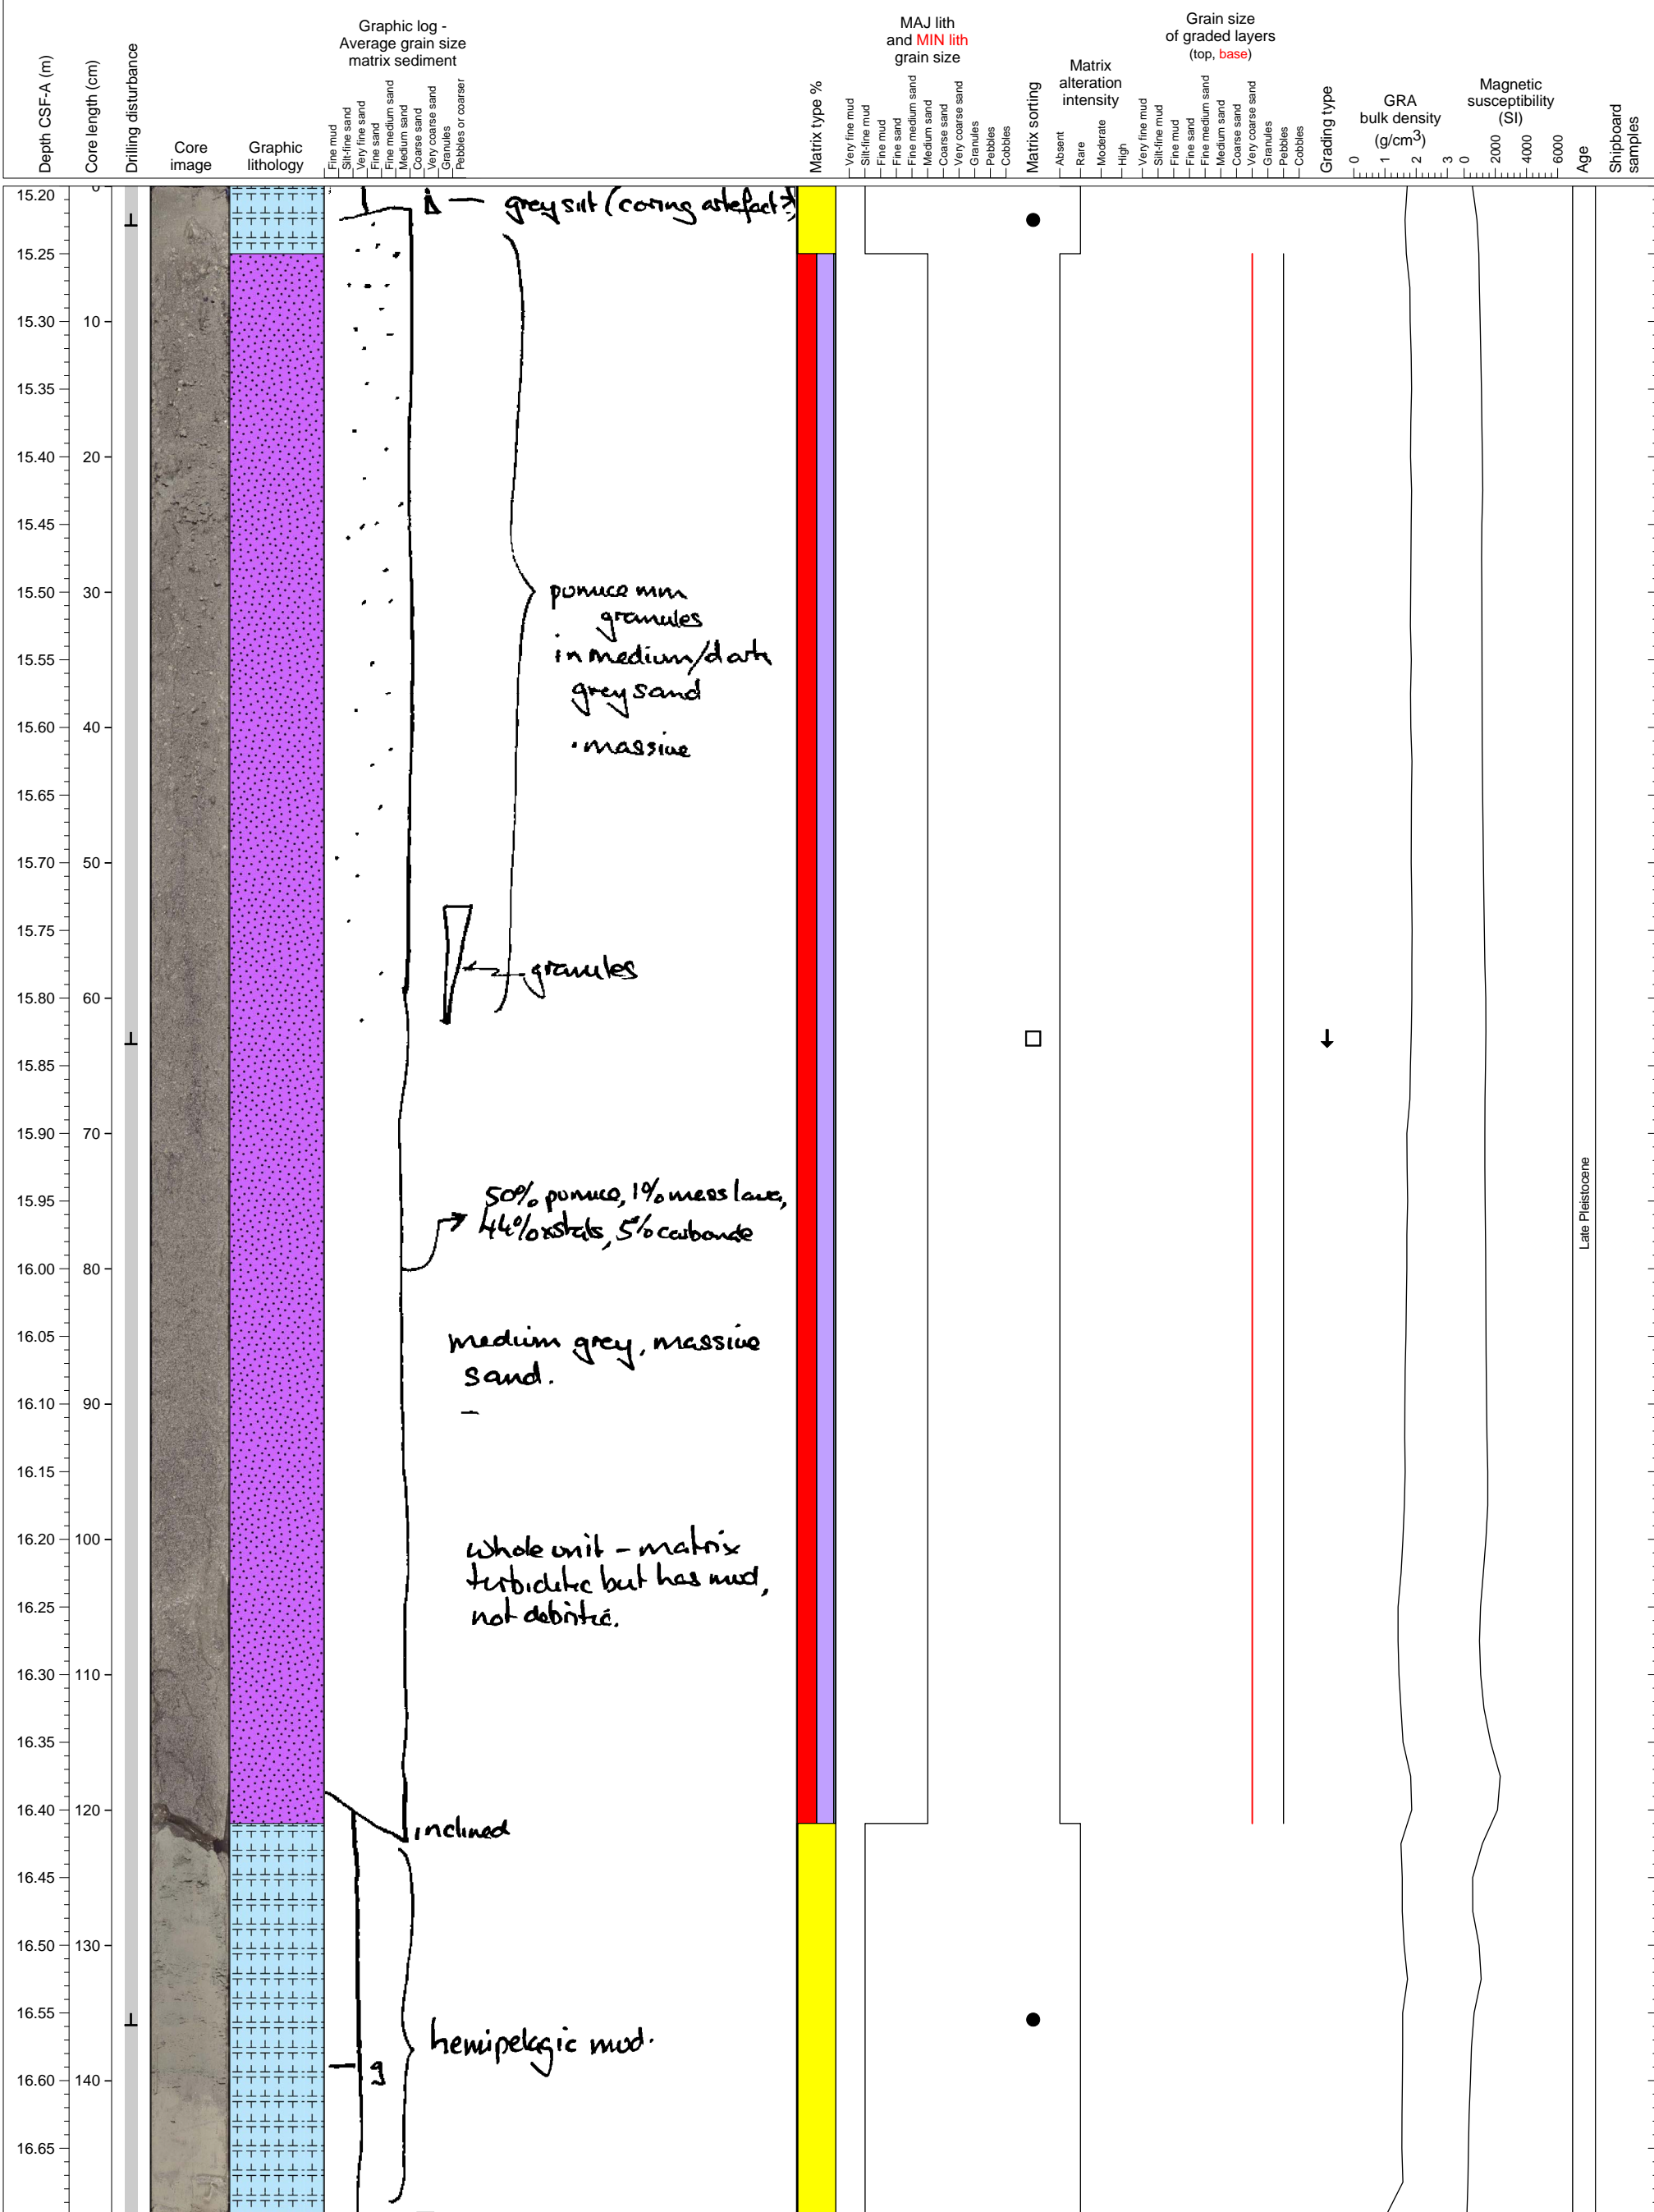 Depth CSF-A (m)
Core length (cm)
Drilling disturbance
Core
image
Graphic
lithology
Graphic log -
Average grain size
matrix sediment
Fine mud
Silt-fine sand
Very fine sand
Fine sand
Fine medium sand
Medium sand
Coarse sand
Very coarse sand
Granules
Pebbles or coarser
Matrix type %
MAJ lith
and MIN lith
grain size
Very fine mud
Silt-fine mud
Fine mud
Fine sand
Fine medium sand
Medium sand
Coarse sand
Very coarse sand
Granules
Pebbles
Cobbles
Matrix sorting
Matrix
alteration
intensity
Absent
Rare
Moderate
High
Grain size
of graded layers
(top, base)
Very fine mud
Silt-fine mud
Fine mud
Fine sand
Fine medium sand
Medium sand
Coarse sand
Very coarse sand
Granules
Pebbles
Cobbles
Grading type
GRA
bulk density
(g/cm3)
0 1 2 3
Magnetic
susceptibility
(SI)
0 2000 4000 6000
Age
Shipboard
samples
15.20 0
15.25
15.30 10
15.35
15.40 20
15.45
15.50 30
15.55
15.60 40
15.65
15.70 50
15.75
15.80 60
15.85
15.90 70
15.95
16.00 80
16.05
16.10 90
16.15
16.20 100
16.25
16.30 110
16.35
16.40 120
16.45
16.50 130
16.55
16.60 140
16.65
grey silt (coring artefact?)
pumice mm
granules
in medium/dark
grey sand
• massive
granules
50% pumice, 1% mess lava,
44% xstals, 5% carbonate
medium grey, massive
sand.
whole unit - matrix
turbiditic but has mud,
not debritic.
inclined
hemipelagic mud.
g
Late Pleistocene